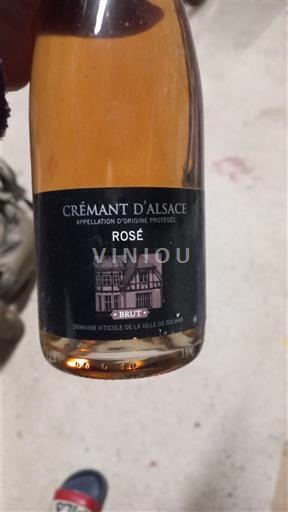 CRÉMANT D'ALSACE
APPELLATION D'ORIGINE PROTÉGÉE
ROSÉ
VINIOU
BRUT
DOMAINE VITICOLE DE LA VILLE DE COLMAR